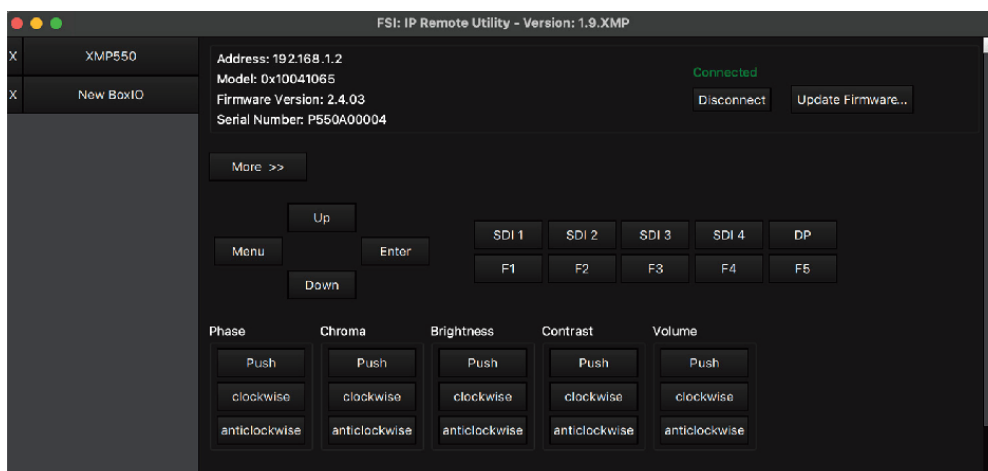 FSI: IP Remote Utility - Version: 1.9.XMP
X XMP550
X New BoxIO
Address: 192.168.1.2
Model: 0x10041065
Firmware Version: 2.4.03
Serial Number: P550A00004
Connected
Disconnect Update Firmware...
More >>
Up
Menu Enter
Down
SDI 1 SDI 2 SDI 3 SDI 4 DP
F1 F2 F3 F4 F5
Phase Chroma Brightness Contrast Volume
Push Push Push Push Push
clockwise clockwise clockwise clockwise clockwise
anticlockwise anticlockwise anticlockwise anticlockwise anticlockwise